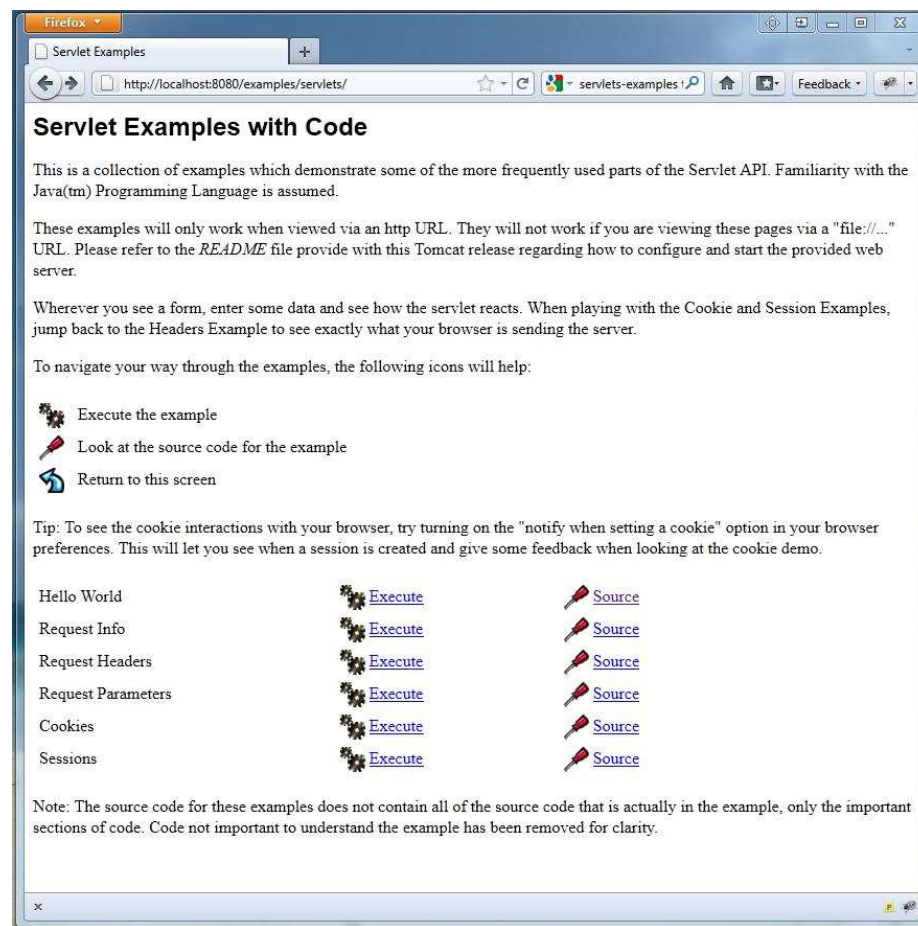 Firefox
Servlet Examples
http://localhost:8080/examples/servlets/
servlets-examples
Feedback
Servlet Examples with Code
This is a collection of examples which demonstrate some of the more frequently used parts of the Servlet API. Familiarity with the
Java(tm) Programming Language is assumed.
These examples will only work when viewed via an http URL. They will not work if you are viewing these pages via a "file://..."
URL. Please refer to the README file provide with this Tomcat release regarding how to configure and start the provided web
server.
Wherever you see a form, enter some data and see how the servlet reacts. When playing with the Cookie and Session Examples,
jump back to the Headers Example to see exactly what your browser is sending the server.
To navigate your way through the examples, the following icons will help:
Execute the example
Look at the source code for the example
Return to this screen
Tip: To see the cookie interactions with your browser, try turning on the "notify when setting a cookie" option in your browser
preferences. This will let you see when a session is created and give some feedback when looking at the cookie demo.
Hello World Execute Source
Request Info Execute Source
Request Headers Execute Source
Request Parameters Execute Source
Cookies Execute Source
Sessions Execute Source
Note: The source code for these examples does not contain all of the source code that is actually in the example, only the important
sections of code. Code not important to understand the example has been removed for clarity.